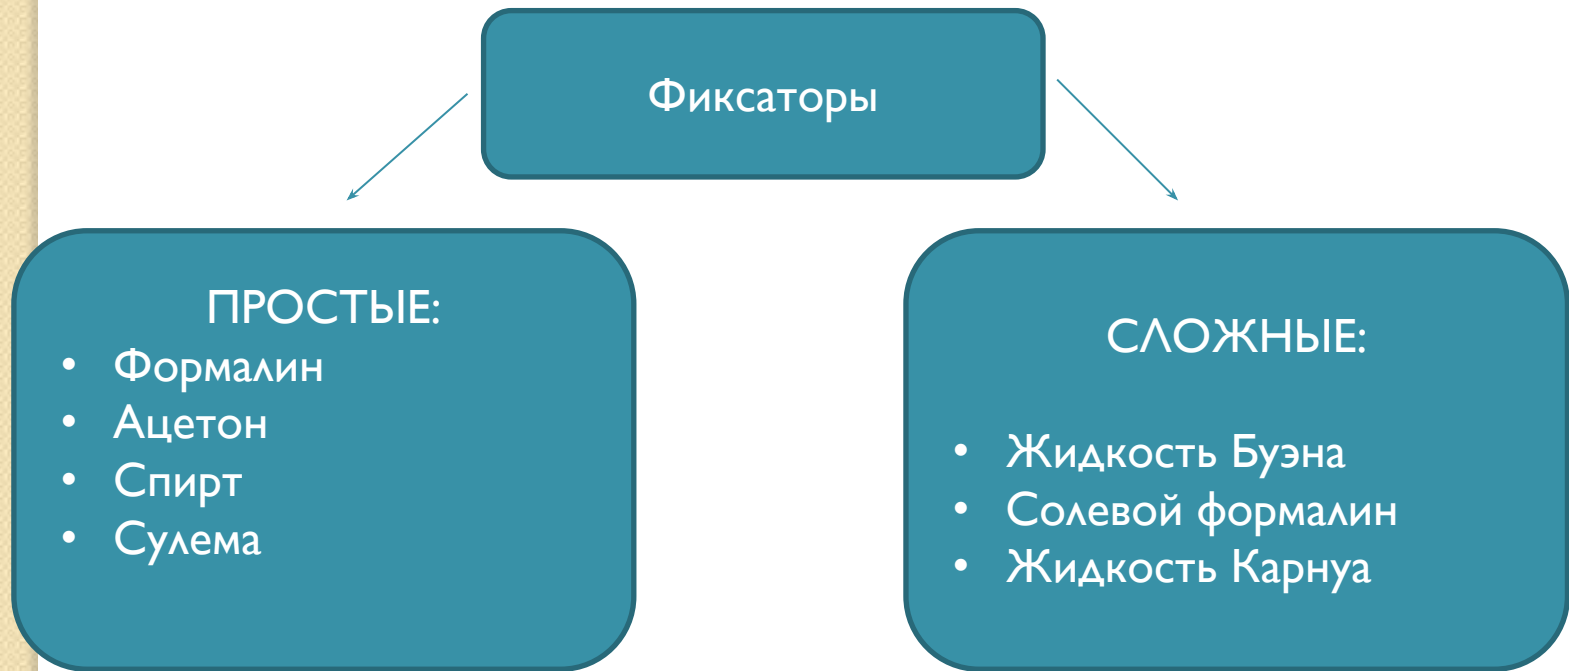 Фиксаторы
ПРОСТЫЕ:
• Формалин
• Ацетон
• Спирт
• Сулема
СЛОЖНЫЕ:
• Жидкость Буэна
• Солевой формалин
• Жидкость Карнуа